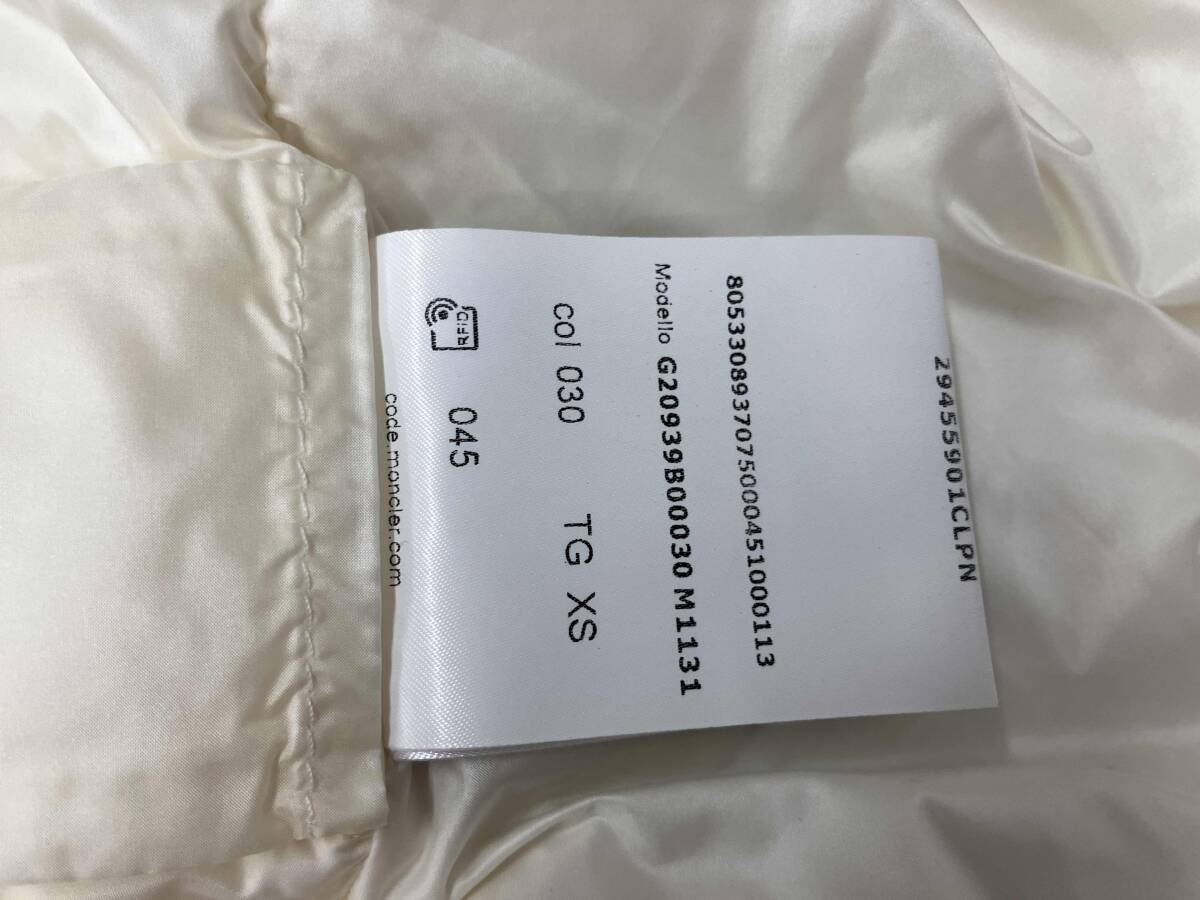 29455901CLPN
8053308937075000451000113
Modello G20939B00030 M1131
col 030 TG XS
RFID 045
code.moncler.com